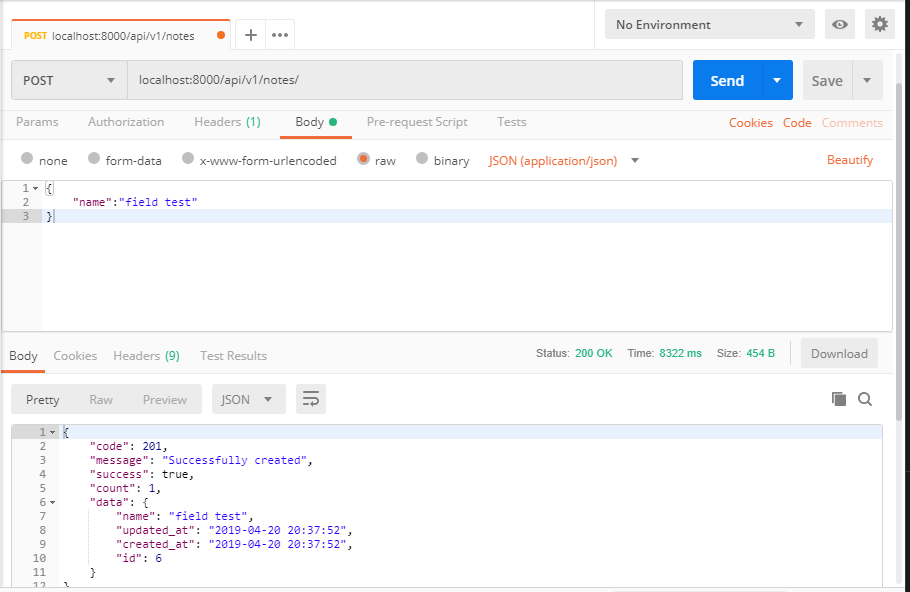 POST localhost:8000/api/v1/notes
No Environment
POST localhost:8000/api/v1/notes/ Send Save
Params Authorization Headers (1) Body Pre-request Script Tests Cookies Code Comments
none form-data x-www-form-urlencoded raw binary JSON (application/json) Beautify
1 {
2 "name":"field test"
3 }
Body Cookies Headers (9) Test Results Status: 200 OK Time: 8322 ms Size: 454 B Download
Pretty Raw Preview JSON
1 {
2 "code": 201,
3 "message": "Successfully created",
4 "success": true,
5 "count": 1,
6 "data": {
7 "name": "field test",
8 "updated_at": "2019-04-20 20:37:52",
9 "created_at": "2019-04-20 20:37:52",
10 "id": 6
11 }
12 }